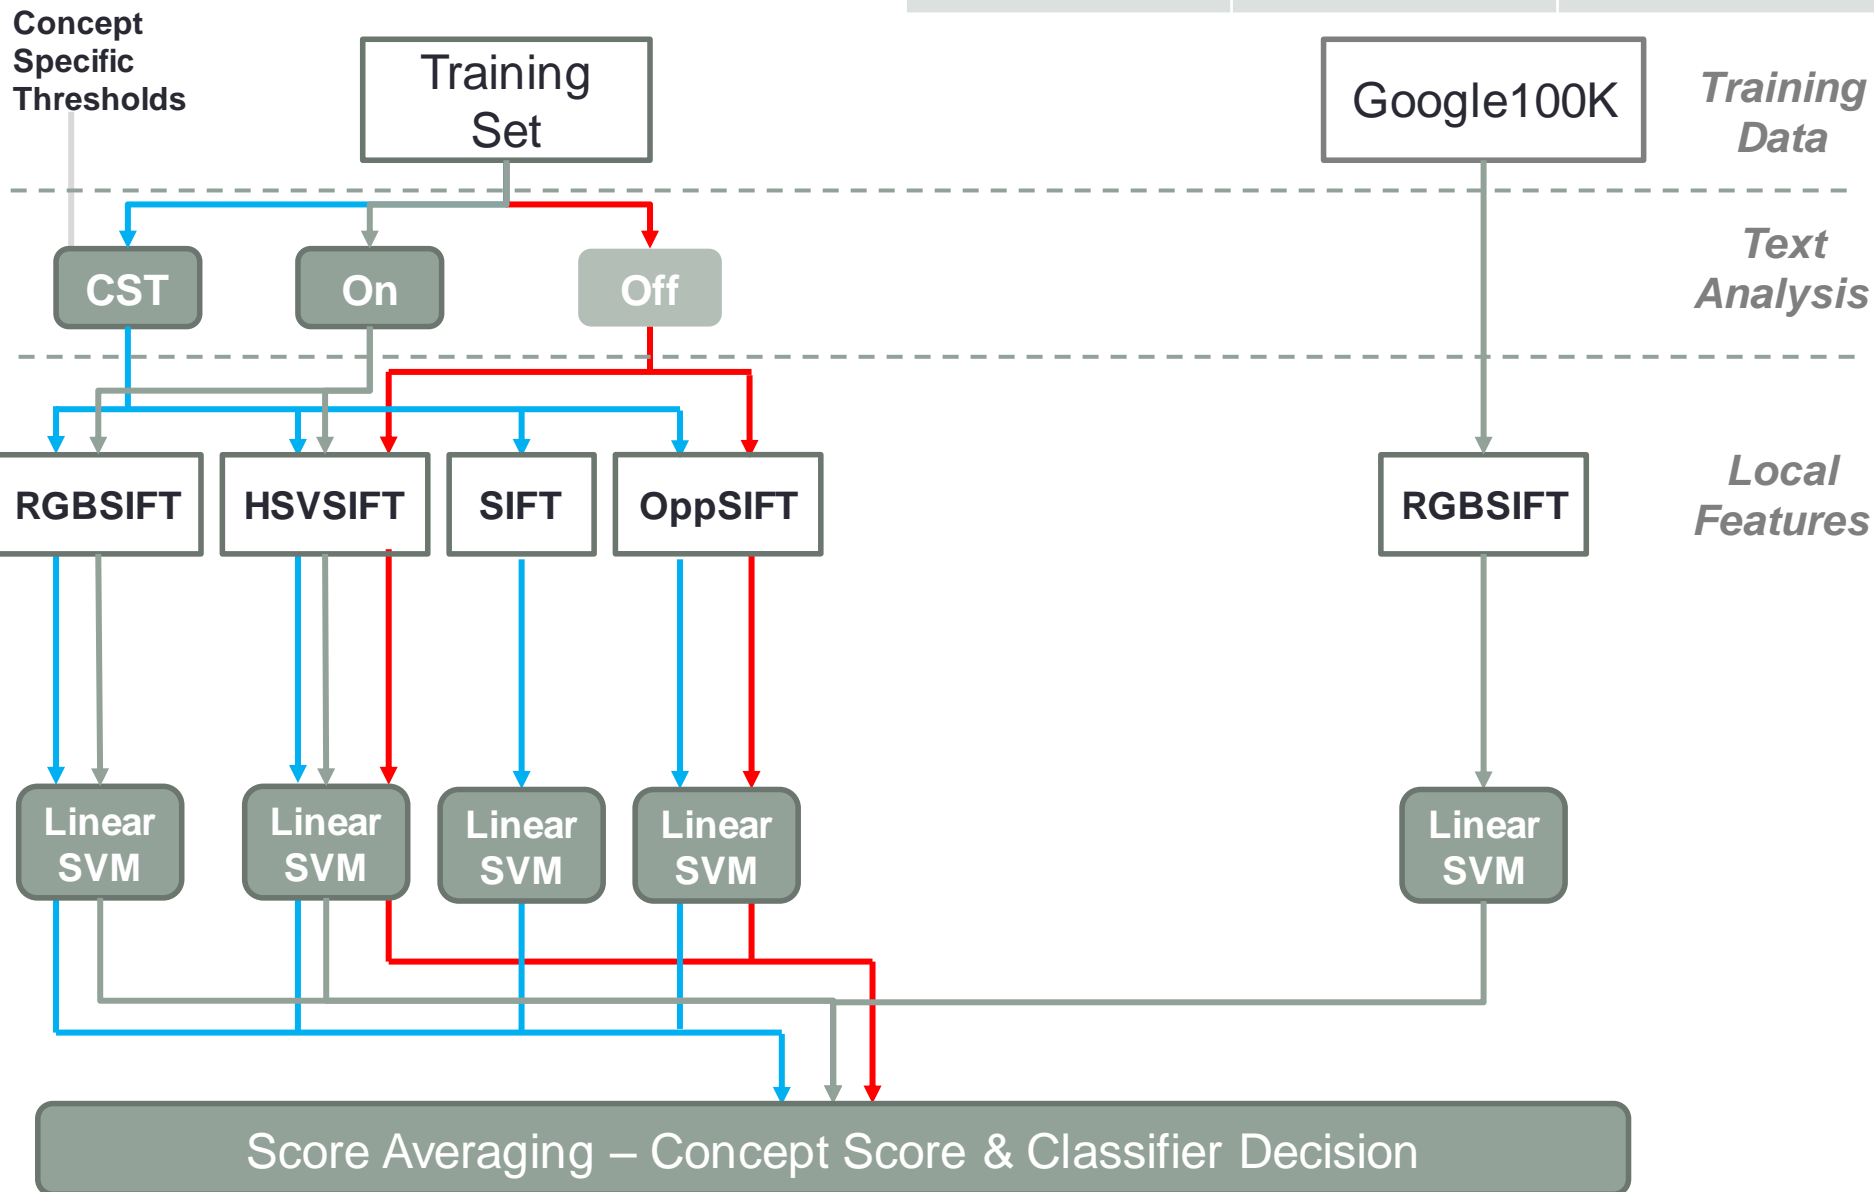 Concept
Specific
Thresholds
Training
Set
Google100K
Training
Data
CST
On
Off
Text
Analysis
RGBSIFT
HSVSIFT
SIFT
OppSIFT
RGBSIFT
Local
Features
Linear
SVM
Linear
SVM
Linear
SVM
Linear
SVM
Linear
SVM
Score Averaging – Concept Score & Classifier Decision